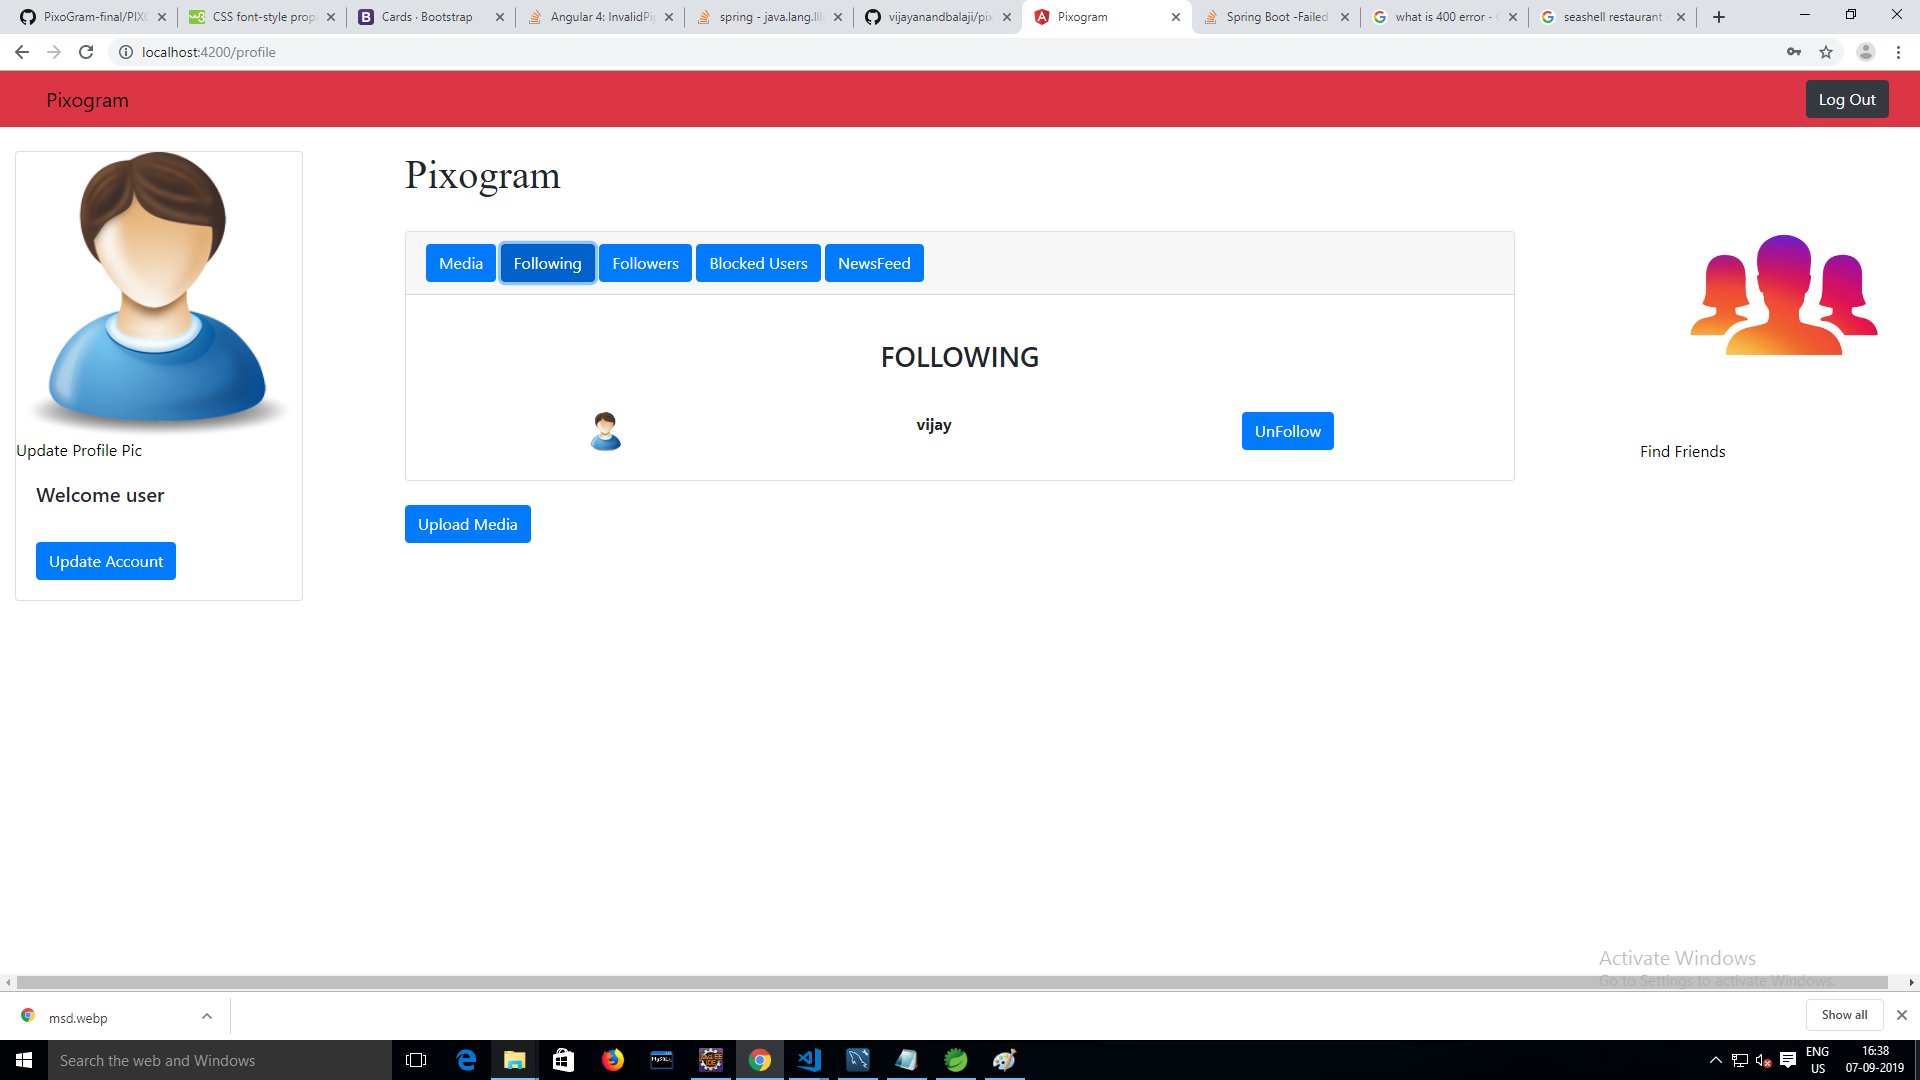 PixoGram-final/PIXO
CSS font-style prop
Cards · Bootstrap
Angular 4: InvalidPi
spring - java.lang.Ille
vijayanandbalaji/pix
Pixogram
Spring Boot -Failed
what is 400 error -
seashell restaurant
localhost:4200/profile
Pixogram
Log Out
Pixogram
Media
Following
Followers
Blocked Users
NewsFeed
FOLLOWING
vijay
UnFollow
Update Profile Pic
Find Friends
Welcome user
Upload Media
Update Account
Activate Windows
Go to Settings to activate Windows.
msd.webp
Show all
Search the web and Windows
ENG
US
16:38
07-09-2019